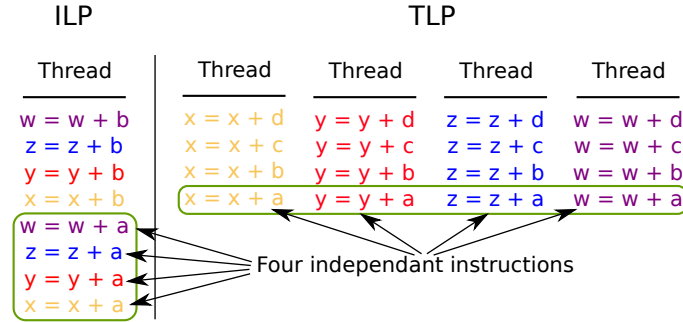 ILP TLP
Thread Thread Thread Thread Thread
w = w + b x = x + d y = y + d z = z + d w = w + d
z = z + b x = x + c y = y + c z = z + c w = w + c
y = y + b x = x + b y = y + b z = z + b w = w + b
x = x + b x = x + a y = y + a z = z + a w = w + a
w = w + a
z = z + a
Four independant instructions
y = y + a
x = x + a